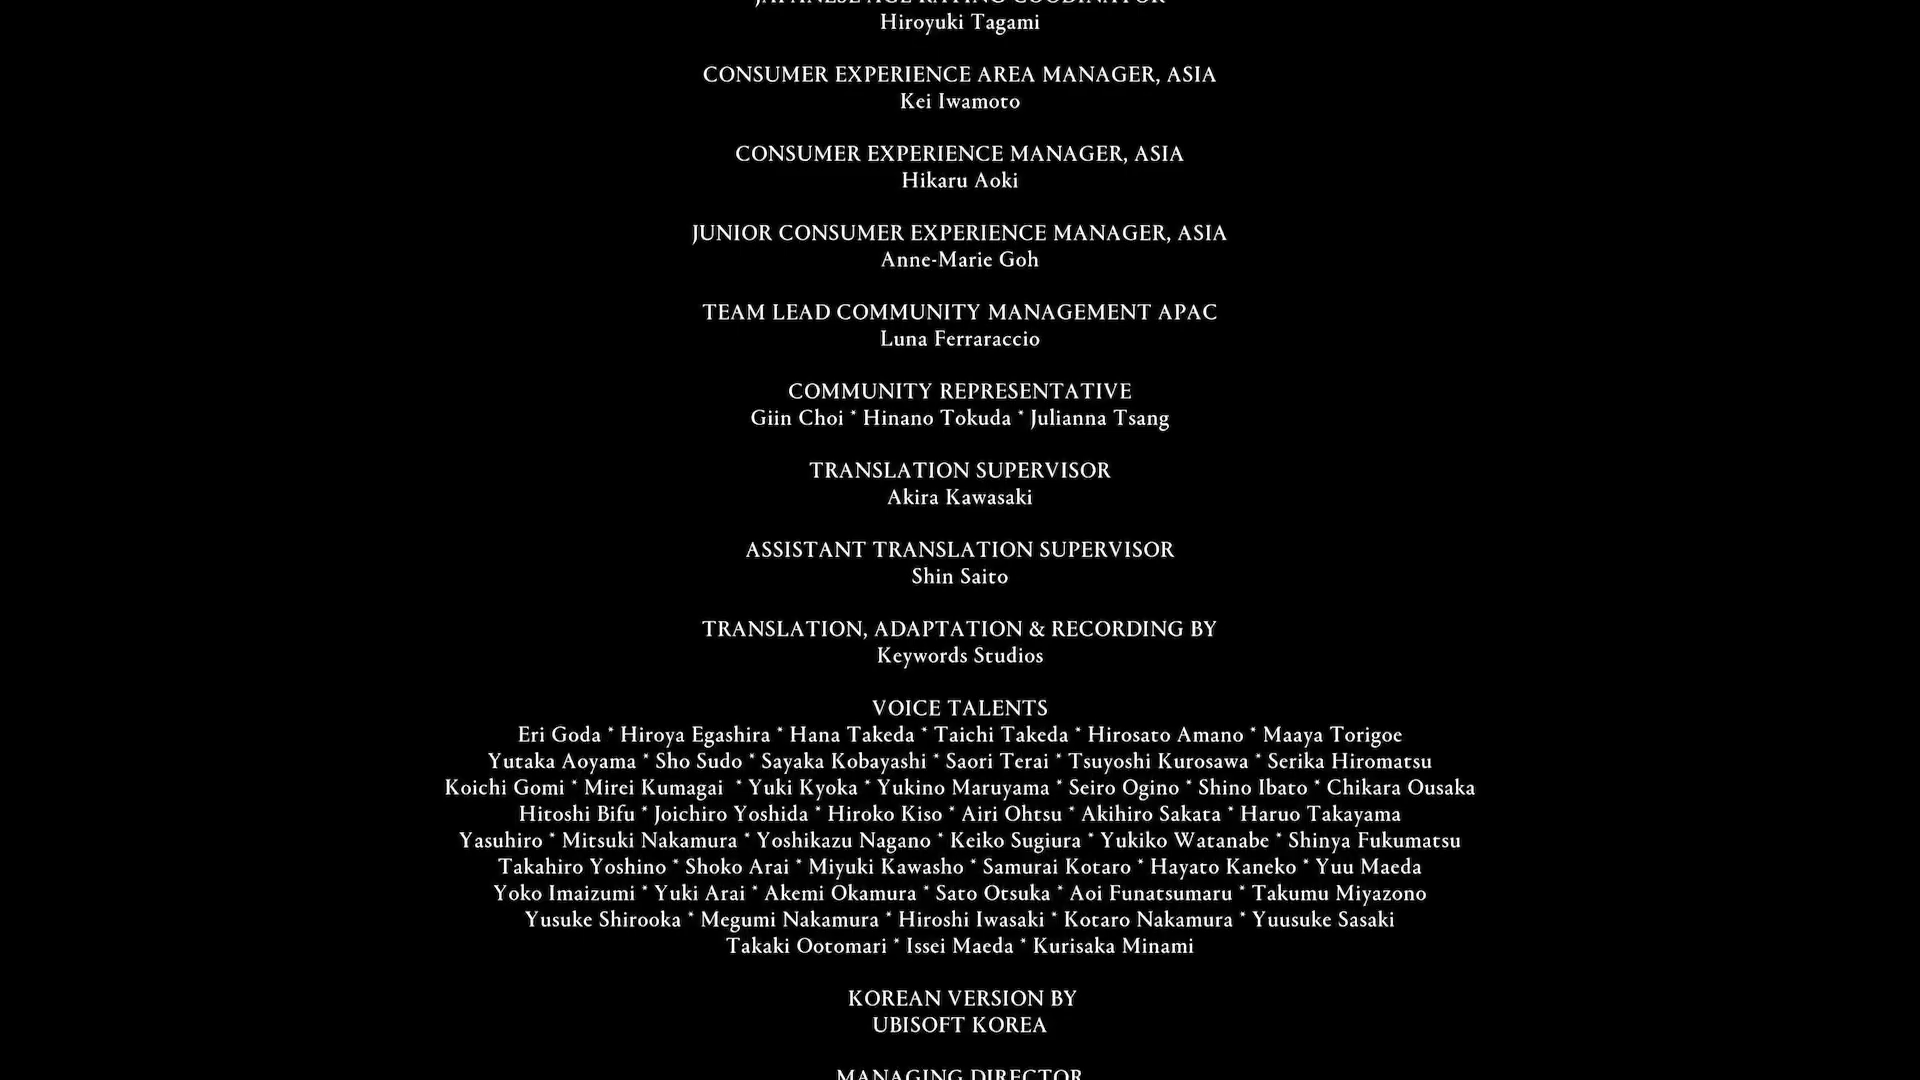 JAPANESE AGE RATING COODINATOR
Hiroyuki Tagami
CONSUMER EXPERIENCE AREA MANAGER, ASIA
Kei Iwamoto
CONSUMER EXPERIENCE MANAGER, ASIA
Hikaru Aoki
JUNIOR CONSUMER EXPERIENCE MANAGER, ASIA
Anne-Marie Goh
TEAM LEAD COMMUNITY MANAGEMENT APAC
Luna Ferraraccio
COMMUNITY REPRESENTATIVE
Giin Choi * Hinano Tokuda * Julianna Tsang
TRANSLATION SUPERVISOR
Akira Kawasaki
ASSISTANT TRANSLATION SUPERVISOR
Shin Saito
TRANSLATION, ADAPTATION & RECORDING BY
Keywords Studios
VOICE TALENTS
Eri Goda * Hiroya Egashira * Hana Takeda * Taichi Takeda * Hirosato Amano * Maaya Torigoe
Yutaka Aoyama * Sho Sudo * Sayaka Kobayashi * Saori Terai * Tsuyoshi Kurosawa * Serika Hiromatsu
Koichi Gomi * Mirei Kumagai  * Yuki Kyoka * Yukino Maruyama * Seiro Ogino * Shino Ibato * Chikara Ousaka
Hitoshi Bifu * Joichiro Yoshida * Hiroko Kiso * Airi Ohtsu * Akihiro Sakata * Haruo Takayama
Yasuhiro * Mitsuki Nakamura * Yoshikazu Nagano * Keiko Sugiura * Yukiko Watanabe * Shinya Fukumatsu
Takahiro Yoshino * Shoko Arai * Miyuki Kawasho * Samurai Kotaro * Hayato Kaneko * Yuu Maeda
Yoko Imaizumi * Yuki Arai * Akemi Okamura * Sato Otsuka * Aoi Funatsumaru * Takumu Miyazono
Yusuke Shirooka * Megumi Nakamura * Hiroshi Iwasaki * Kotaro Nakamura * Yuusuke Sasaki
Takaki Ootomari * Issei Maeda * Kurisaka Minami
KOREAN VERSION BY
UBISOFT KOREA
MANAGING DIRECTOR